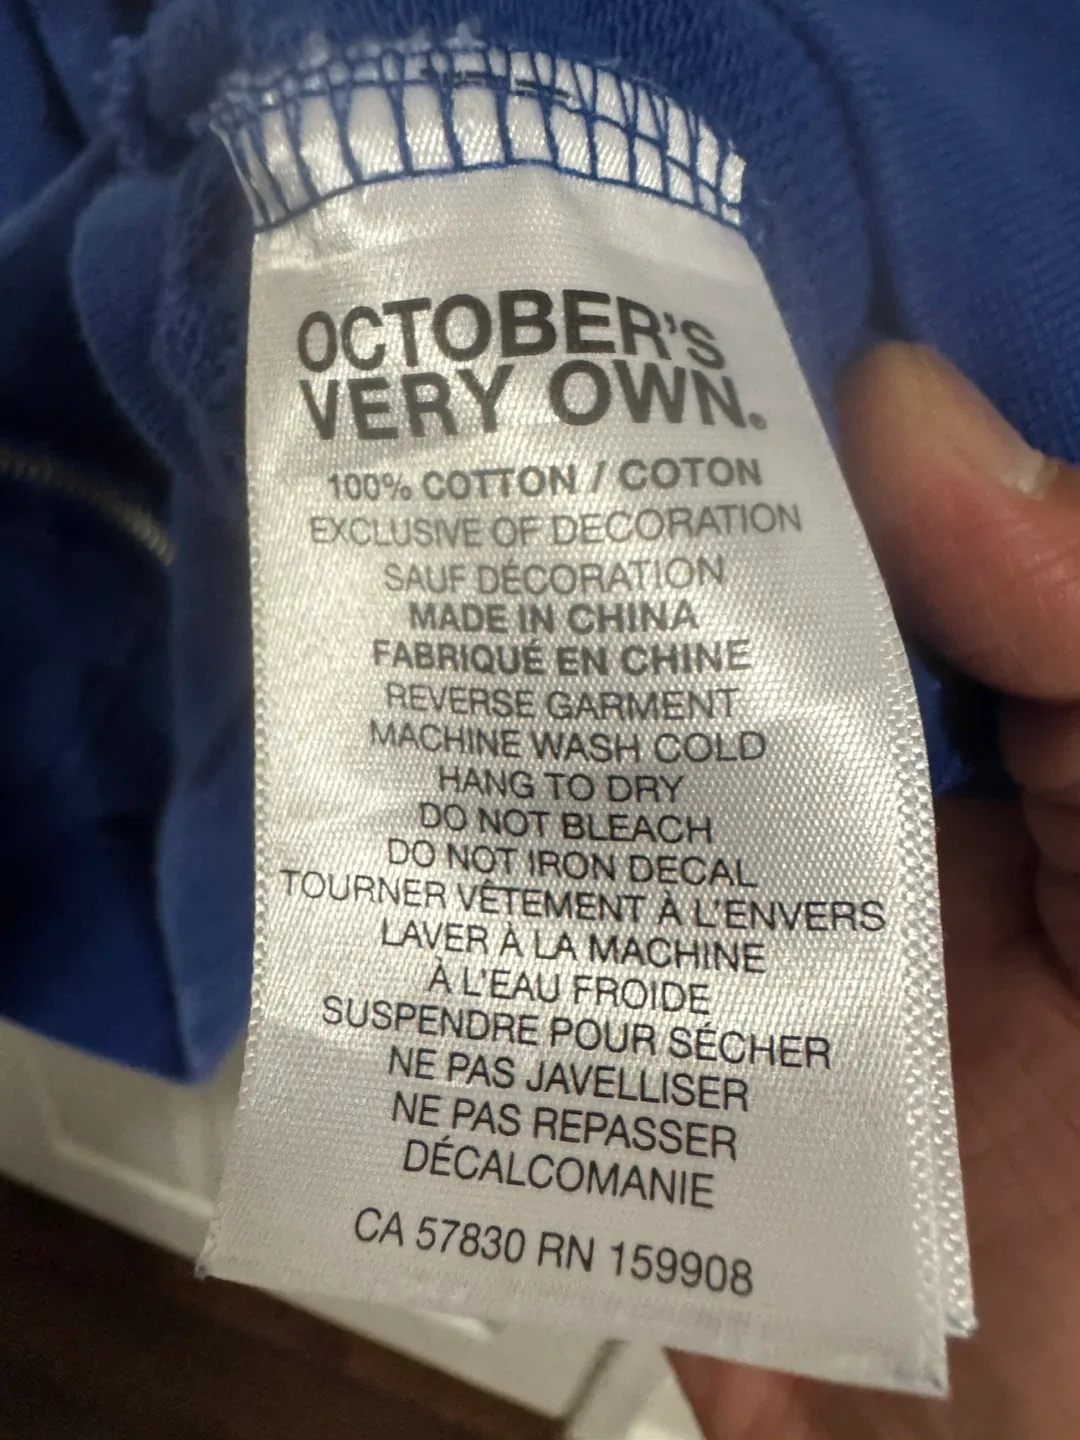 OCTOBER'S
VERY OWN®
100% COTTON / COTON
EXCLUSIVE OF DECORATION
SAUF DÉCORATION
MADE IN CHINA
FABRIQUÉ EN CHINE
REVERSE GARMENT
MACHINE WASH COLD
HANG TO DRY
DO NOT BLEACH
DO NOT IRON DECAL
TOURNER VÊTEMENT À L'ENVERS
LAVER À LA MACHINE
À L'EAU FROIDE
SUSPENDRE POUR SÉCHER
NE PAS JAVELLISER
NE PAS REPASSER
DÉCALCOMANIE
CA 57830 RN 159908